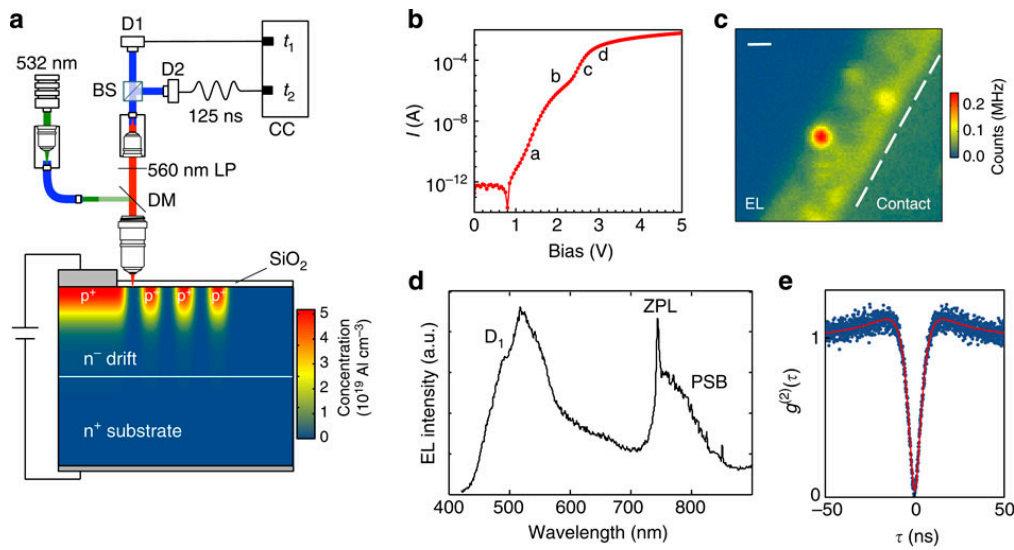 a
D1
532 nm
t1
D2
BS
t2
125 ns
CC
560 nm LP
DM
SiO2
p+
p+
p+
p+
n− drift
n+ substrate
5
4
3
2
1
0
Concentration
(10^19 Al cm−3)
b
10−4
10−8
10−12
I (A)
a
b
c
d
0
1
2
3
4
5
Bias (V)
c
EL
Contact
0.2
0.1
0.0
Counts (MHz)
d
EL intensity (a.u.)
D1
ZPL
PSB
400
500
600
700
800
Wavelength (nm)
e
g(2)(τ)
1
0
−50
0
50
τ (ns)